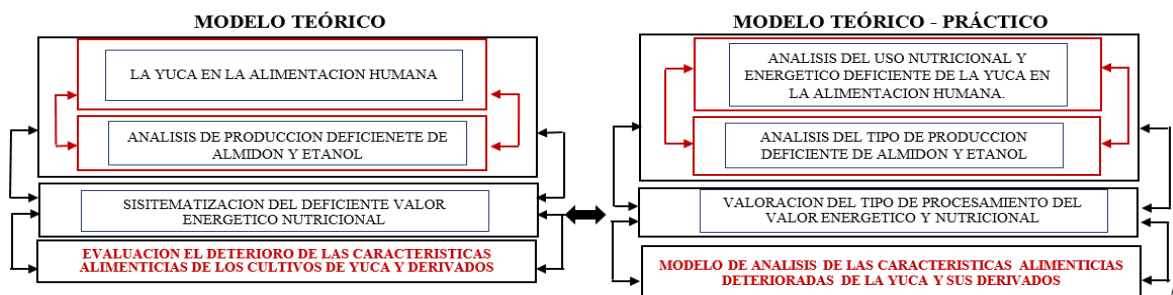 MODELO TEÓRICO
LA YUCA EN LA ALIMENTACION HUMANA
ANALISIS DE PRODUCCION DEFICIENETE DE
ALMIDON Y ETANOL
SISITEMATIZACION DEL DEFICIENTE VALOR
ENERGETICO NUTRICIONAL
EVALUACION EL DETERIORO DE LAS CARACTERISTICAS
ALIMENTICIAS DE LOS CULTIVOS DE YUCA Y DERIVADOS
MODELO TEÓRICO - PRÁCTICO
ANALISIS DEL USO NUTRICIONAL Y
ENERGETICO DEFICIENTE DE LA YUCA EN
LA ALIMENTACION HUMANA.
ANALISIS DEL TIPO DE PRODUCCION
DEFICIENTE DE ALMIDON Y ETANOL
VALORACION DEL TIPO DE PROCESAMIENTO DEL
VALOR ENERGETICO Y NUTRICIONAL
MODELO DE ANALISIS DE LAS CARACTERISTICAS ALIMENTICIAS
DETERIORADAS DE LA YUCA Y SUS DERIVADOS